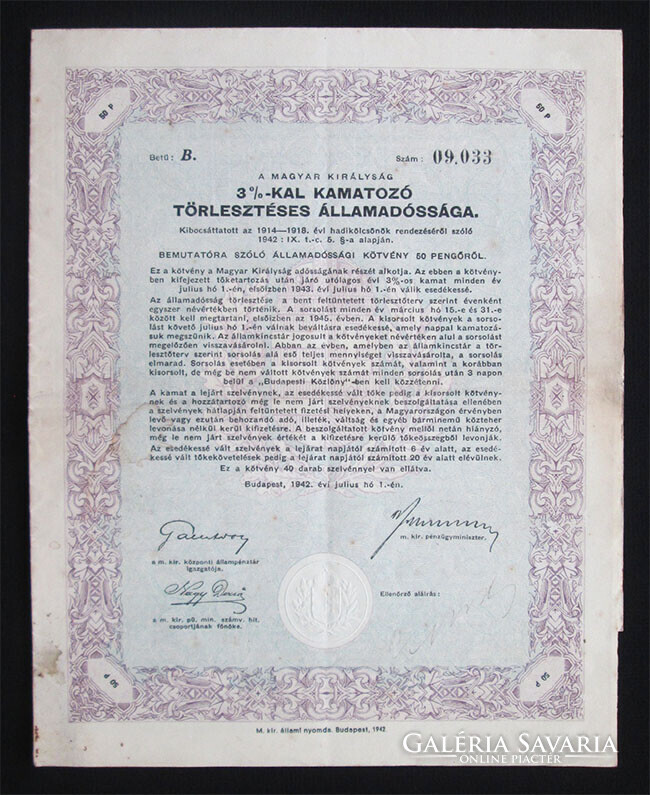 50 P
50 P
Betű: B.
Szám: 09.033
A MAGYAR KIRÁLYSÁG
3%-KAL KAMATOZÓ
TÖRLESZTÉSES ÁLLAMADÓSSÁGA.
Kibocsáttatott az 1914—1918. évi hadikölcsönök rendezéséről szóló
1942: IX. t.-c. 5. §-a alapján.
BEMUTATÓRA SZÓLÓ ÁLLAMADÓSSÁGI KÖTVÉNY 50 PENGŐRŐL.
Ez a kötvény a Magyar Királyság adósságának részét alkotja. Az ebben a kötvény-
ben kifejezett tőketartozás után járó utólagos évi 3%-os kamat minden év
július hó 1.-én, elsőízben 1943. évi július hó 1.-én válik esedékessé.
Az államadósság törlesztése a bent feltüntetett törlesztőterv szerint évenként
egyszer névértékben történik. A sorsolást minden év március hó 15.-e és 31.-e
között kell megtartani, elsőízben az 1945. évben. A kisorsolt kötvények a sorso-
lást követő július hó 1.-én válnak beváltásra esedékessé, amely nappal kamatozá-
suk megszűnik. Az államkincstár jogosult a kötvényeket névértéken alul a sorsolást
megelőzően visszavásárolni. Abban az évben, amelyben az államkincstár a tör-
lesztőterv szerint sorsolás alá eső teljes mennyiséget visszavásárolta, a sorsolás
elmarad. Sorsolás esetében a kisorsolt kötvények számát, valamint a korábban
kisorsolt, de még be nem váltott kötvények számát minden sorsolás után 3 napon
belül a „Budapesti Közlöny"-ben kell közzétenni.
A kamat a lejárt szelvénynek, az esedékessé vált tőke pedig a kisorsolt kötvény-
nek és a hozzátartozó még le nem járt szelvényeknek beszolgáltatása ellenében
a szelvények hátlapján feltüntetett fizetési helyeken, a Magyarországon érvényben
levő vagy ezután behozandó adó, illeték, váltság és egyéb bárminemű közteher
levonása nélkül kerül kifizetésre. A beszolgáltatott kötvény mellől netán hiányzó,
még le nem járt szelvények értékét a kifizetésre kerülő tőkeösszegből levonják.
Az esedékessé vált szelvények a lejárat napjától számított 6 év alatt, az esedé-
kessé vált tőkekövetelések pedig a lejárat napjától számított 20 év alatt elévülnek.
Ez a kötvény 40 darab szelvénnyel van ellátva.
Budapest, 1942. évi július hó 1.-én.
m. kir. pénzügyminiszter.
a m. kir. központi állampénztár
igazgatója.
Nagy Dezső
a m. kir. pü. min. számv. hit.
csoportjának főnöke.
Ellenőrző aláírás:
50 P
50 P
M. kir. állami nyomda. Budapest, 1942.
GALÉRIA SAVARIA
ONLINE PIACTÉR